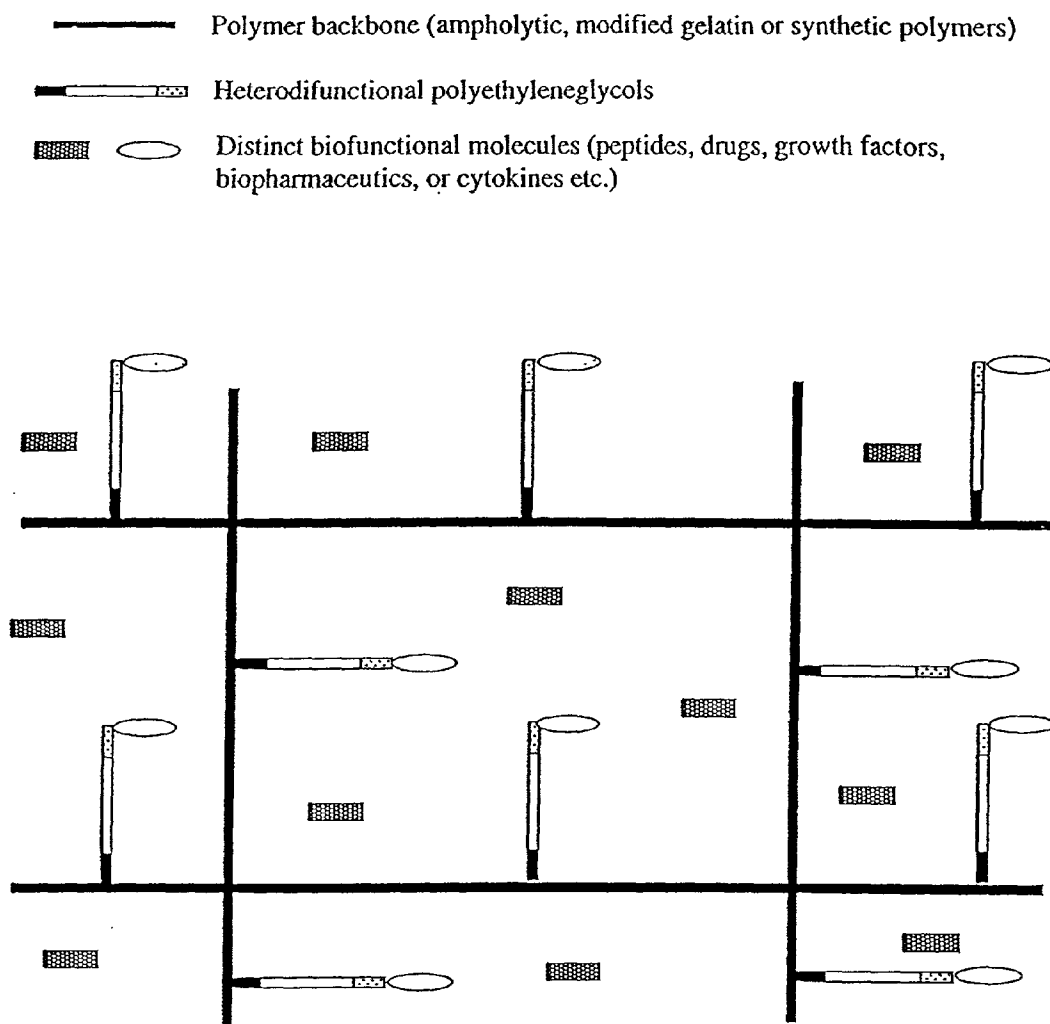 Polymer backbone (ampholytic, modified gelatin or synthetic polymers)
Heterodifunctional polyethyleneglycols
Distinct biofunctional molecules (peptides, drugs, growth factors,
biopharmaceutics, or cytokines etc.)